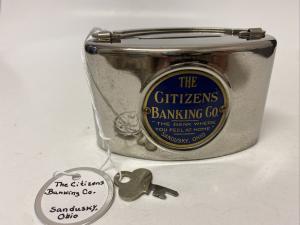 THE
CITIZENS
BANKING CO.
THE BANK WHERE
YOU FEEL AT HOME
SANDUSKY, OHIO
The Citizens
Banking Co.
Sandusky,
Ohio